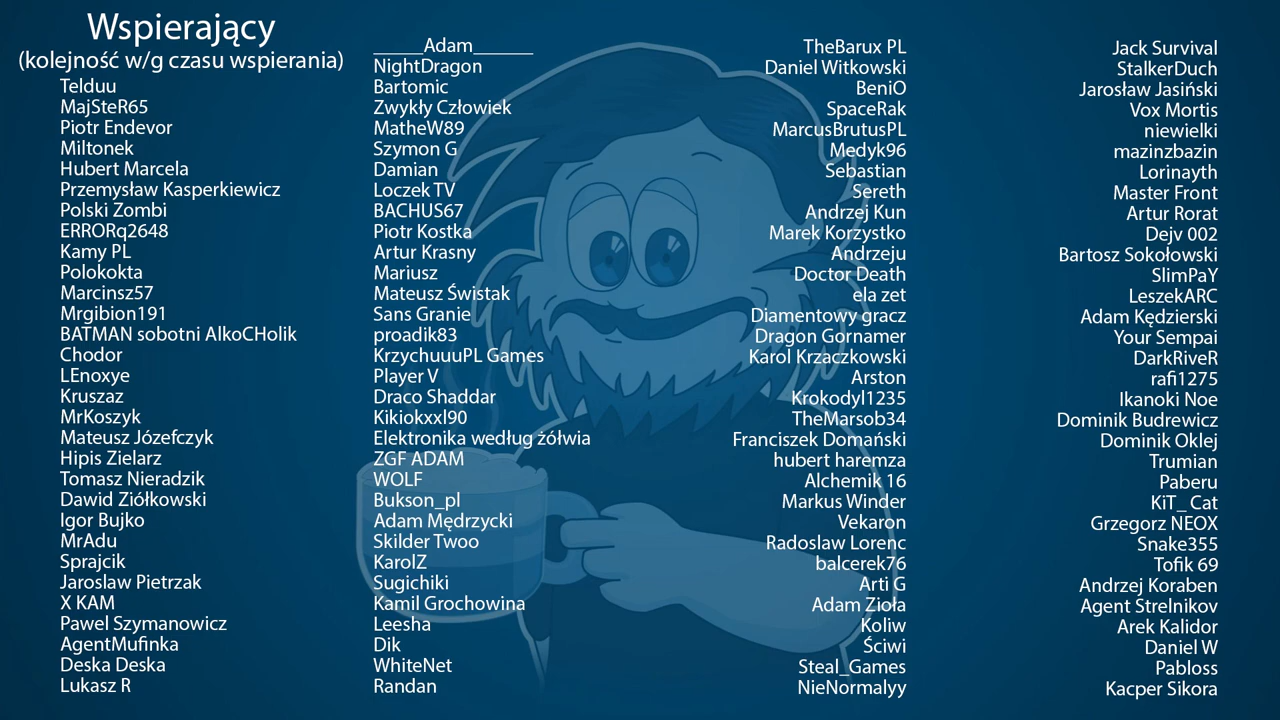 Wspierający
(kolejność w/g czasu wspierania)
Telduu
MajSteR65
Piotr Endevor
Miltonek
Hubert Marcela
Przemysław Kasperkiewicz
Polski Zombi
ERRORq2648
Kamy PL
Polokokta
Marcinsz57
Mrgibion191
BATMAN sobotni AlkoCHolik
Chodor
LEnoxye
Kruszaz
MrKoszyk
Mateusz Józefczyk
Hipis Zielarz
Tomasz Nieradzik
Dawid Ziółkowski
Igor Bujko
MrAdu
Sprajcik
Jaroslaw Pietrzak
X KAM
Pawel Szymanowicz
AgentMufinka
Deska Deska
Lukasz R
_____Adam______
NightDragon
Bartomic
Zwykły Człowiek
MatheW89
Szymon G
Damian
Loczek TV
BACHUS67
Piotr Kostka
Artur Krasny
Mariusz
Mateusz Świstak
Sans Granie
proadik83
KrzychuuuPL Games
Player V
Draco Shaddar
Kikiokxxl90
Elektronika według żółwia
ZGF ADAM
WOLF
Bukson_pl
Adam Mędrzycki
Skilder Twoo
KarolZ
Sugichiki
Kamil Grochowina
Leesha
Dik
WhiteNet
Randan
TheBarux PL
Daniel Witkowski
BeniO
SpaceRak
MarcusBrutusPL
Medyk96
Sebastian
Sereth
Andrzej Kun
Marek Korzystko
Andrzeju
Doctor Death
ela zet
Diamentowy gracz
Dragon Gornamer
Karol Krzaczkowski
Arston
Krokodyl1235
TheMarsob34
Franciszek Domański
hubert haremza
Alchemik 16
Markus Winder
Vekaron
Radoslaw Lorenc
balcerek76
Arti G
Adam Zioła
Koliw
Ściwi
Steal_Games
NieNormalyy
Jack Survival
StalkerDuch
Jarosław Jasiński
Vox Mortis
niewielki
mazinzbazin
Lorinayth
Master Front
Artur Rorat
Dejv 002
Bartosz Sokołowski
SlimPaY
LeszekARC
Adam Kędzierski
Your Sempai
DarkRiveR
rafi1275
Ikanoki Noe
Dominik Budrewicz
Dominik Oklej
Trumian
Paberu
KiT_ Cat
Grzegorz NEOX
Snake355
Tofik 69
Andrzej Koraben
Agent Strelnikov
Arek Kalidor
Daniel W
Pabloss
Kacper Sikora